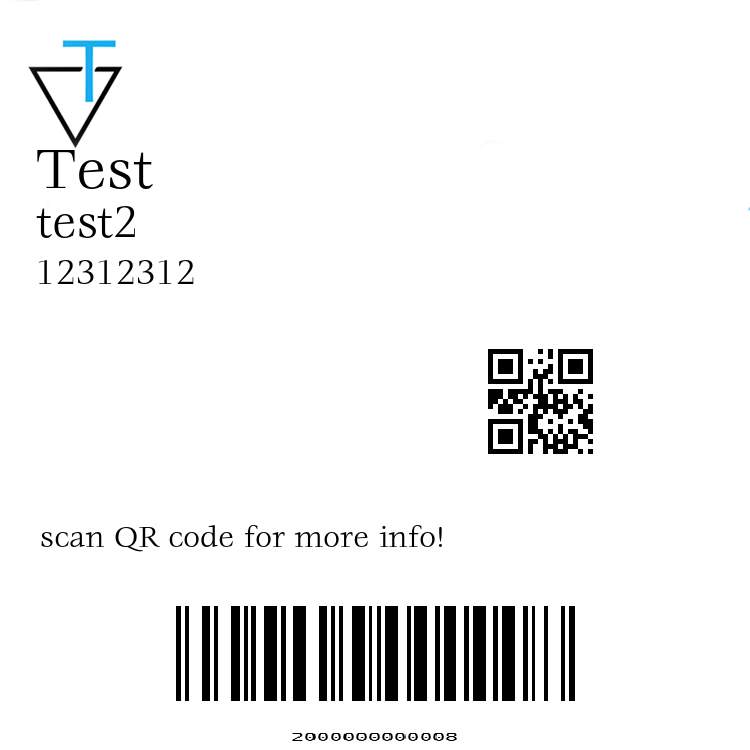 T
Test
test2
12312312
scan QR code for more info!
2000000000008